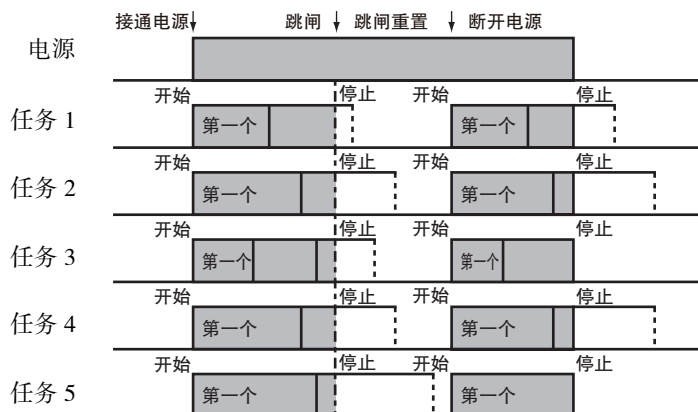 接通电源 跳闸 跳闸重置 断开电源
电源
开始 停止 开始 停止
任务 1 第一个 第一个
开始 停止 开始 停止
任务 2 第一个 第一个
开始 停止 开始 停止
任务 3 第一个 第一个
开始 停止 开始 停止
任务 4 第一个 第一个
开始 停止 开始 停止
任务 5 第一个 第一个